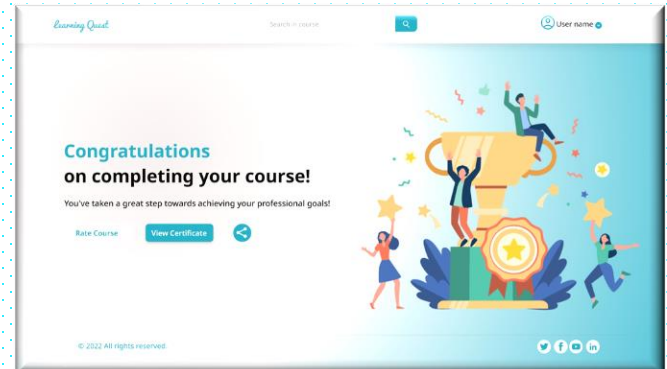 Learning Quest
Search in course
User name
Congratulations
on completing your course!
You've taken a great step towards achieving your professional goals!
Rate Course
View Certificate
© 2022 All rights reserved